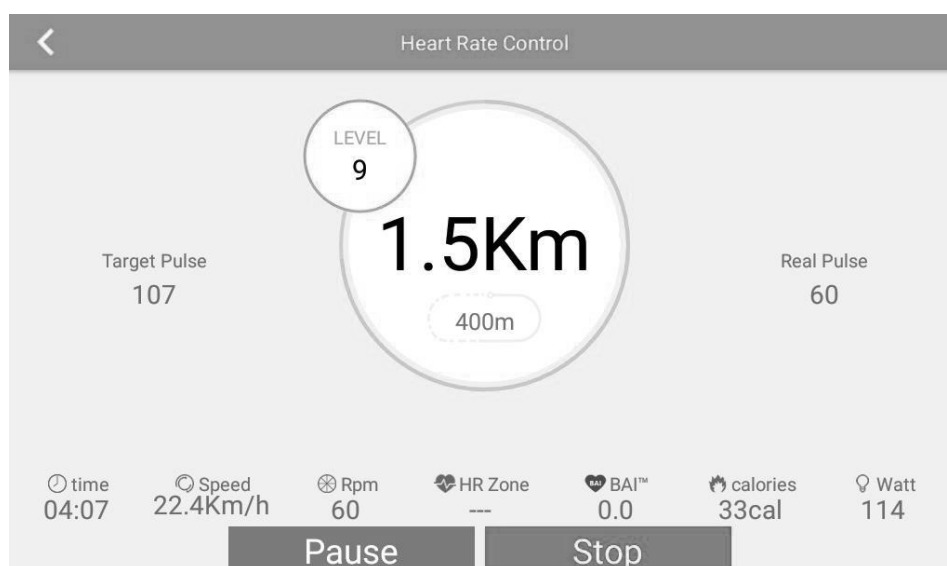 Heart Rate Control
LEVEL
9
1.5Km
400m
Target Pulse
107
Real Pulse
60
time
04:07
Speed
22.4Km/h
Rpm
60
HR Zone
---
BAI BAI™
0.0
calories
33cal
Watt
114
Pause
Stop